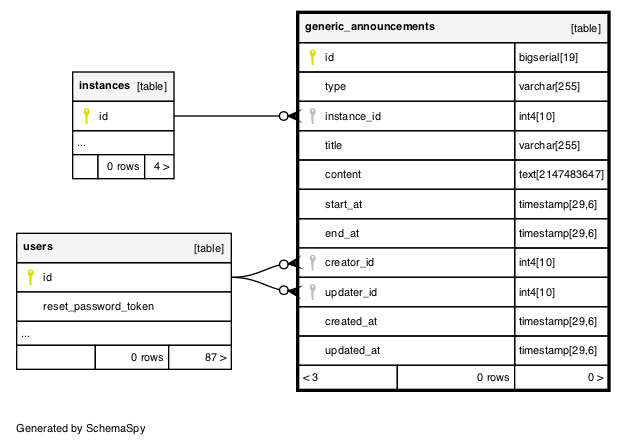 generic_announcements [table]
id bigserial[19]
type varchar[255]
instance_id int4[10]
title varchar[255]
content text[2147483647]
start_at timestamp[29,6]
end_at timestamp[29,6]
creator_id int4[10]
updater_id int4[10]
created_at timestamp[29,6]
updated_at timestamp[29,6]
< 3 0 rows 0 >
instances [table]
id
...
0 rows 4 >
users [table]
id
reset_password_token
...
0 rows 87 >
Generated by SchemaSpy